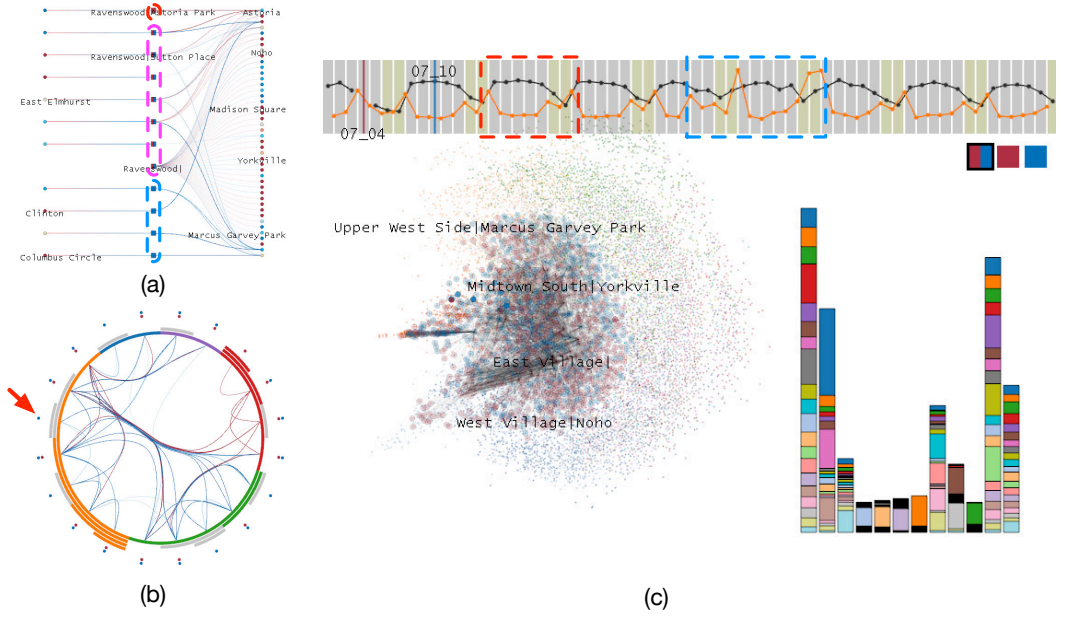 Ravenswood|Astoria Park
Astoria
Noho
Ravenswood|Sutton Place
East Elmhurst
Madison Square
Yorkville
Ravenswood|
Clinton
Marcus Garvey Park
Columbus Circle
(a)
(b)
07_10
07_04
Upper West Side|Marcus Garvey Park
Midtown South|Yorkville
East Village|
West Village|Noho
(c)